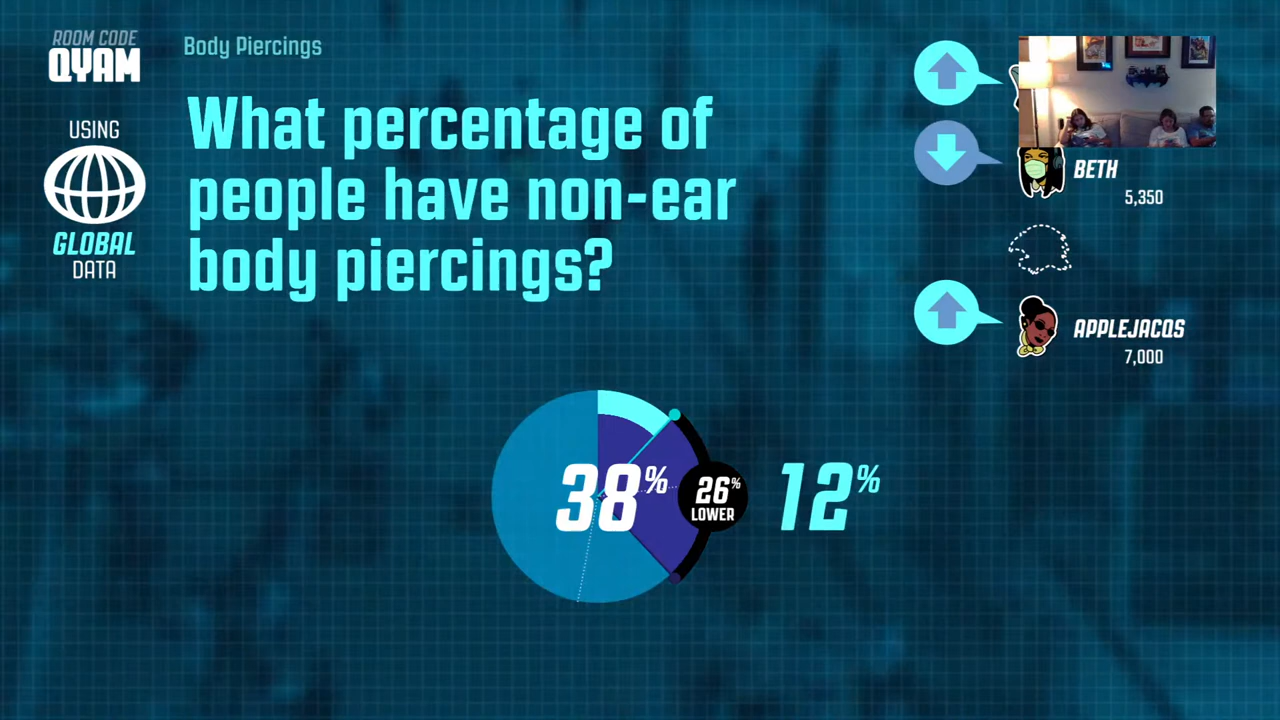 ROOM CODE
QYAM
USING
GLOBAL
DATA
Body Piercings
What percentage of
people have non-ear
body piercings?
BETH
5,350
APPLEJACQS
7,000
38%
26%
LOWER
12%